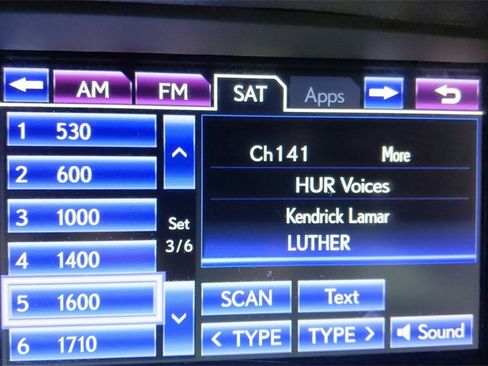 AM FM SAT Apps
1 530
2 600
3 1000
4 1400
5 1600
6 1710
Set
3/6
Ch141 More
HUR Voices
Kendrick Lamar
LUTHER
SCAN Text
< TYPE TYPE > Sound